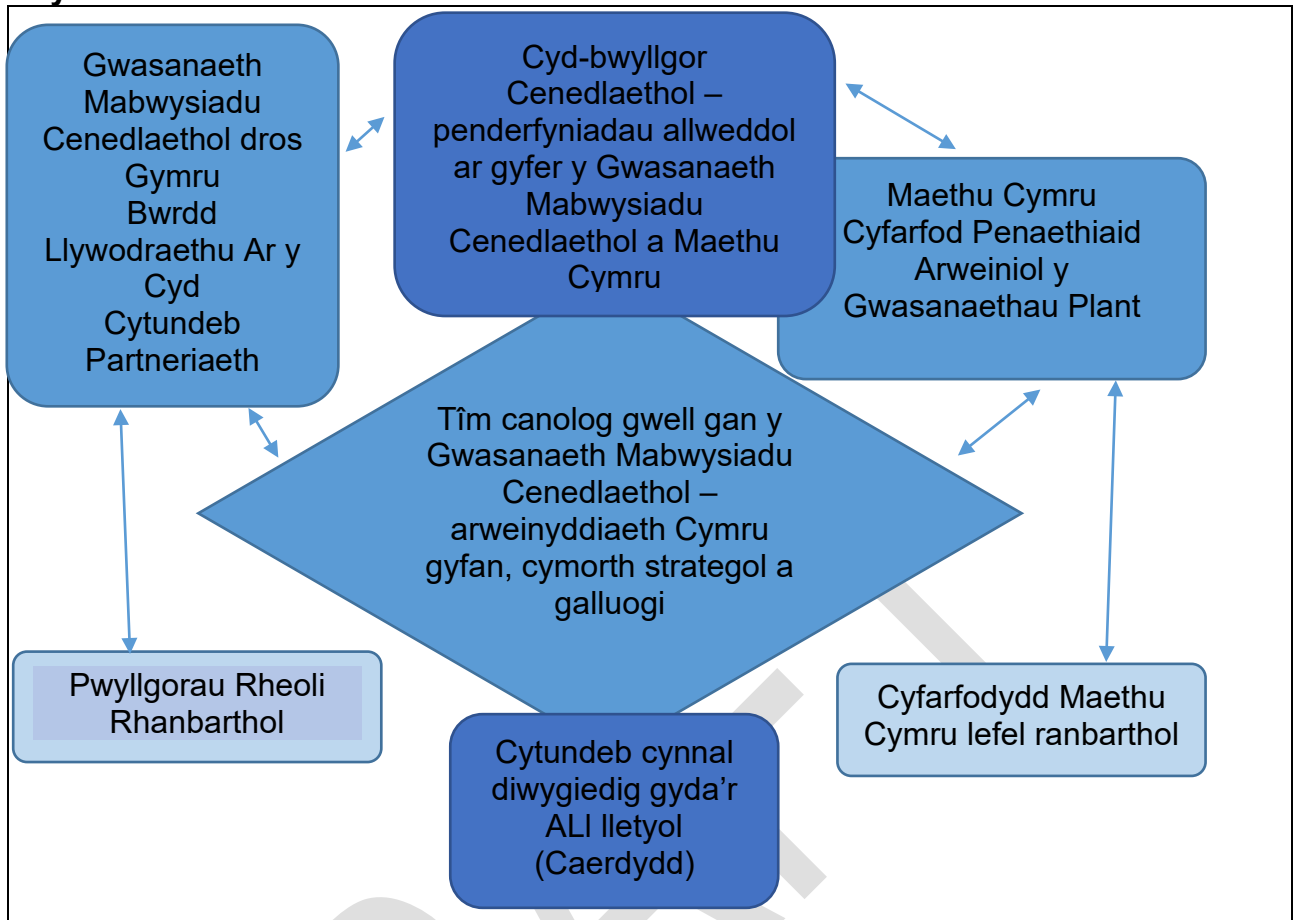 Gwasanaeth
Mabwysiadu
Cenedlaethol dros
Gymru
Bwrdd
Llywodraethu Ar y
Cyd
Cytundeb
Partneriaeth
Cyd-bwyllgor
Cenedlaethol –
penderfyniadau allweddol
ar gyfer y Gwasanaeth
Mabwysiadu
Cenedlaethol a Maethu
Cymru
Maethu Cymru
Cyfarfod Penaethiaid
Arweiniol y
Gwasanaethau Plant
Tîm canolog gwell gan y
Gwasanaeth Mabwysiadu
Cenedlaethol –
arweinyddiaeth Cymru
gyfan, cymorth strategol a
galluogi
Pwyllgorau Rheoli
Rhanbarthol
Cyfarfodydd Maethu
Cymru lefel ranbarthol
Cytundeb cynnal
diwygiedig gyda’r
ALl lletyol
(Caerdydd)